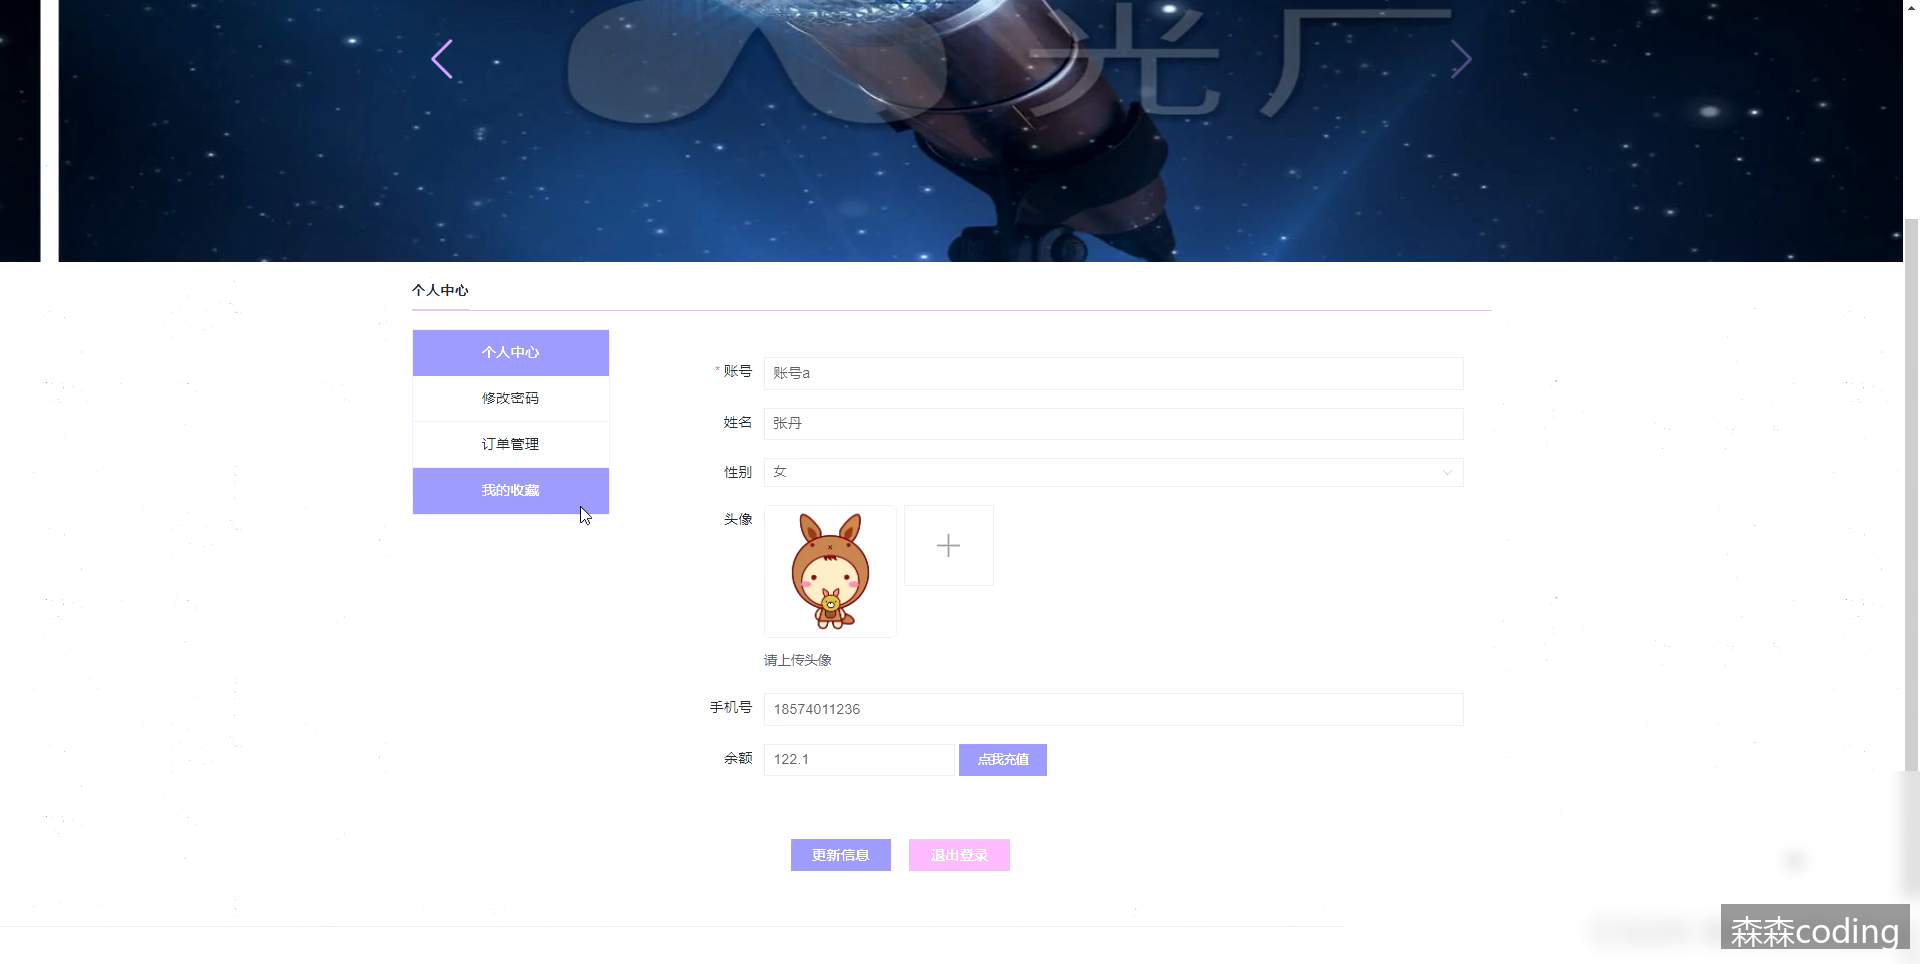 光厂
个人中心
个人中心
修改密码
订单管理
我的收藏
* 账号 账号a
姓名 张丹
性别 女
头像
请上传头像
手机号 18574011236
余额 122.1 点我充值
更新信息 退出登录
森森coding